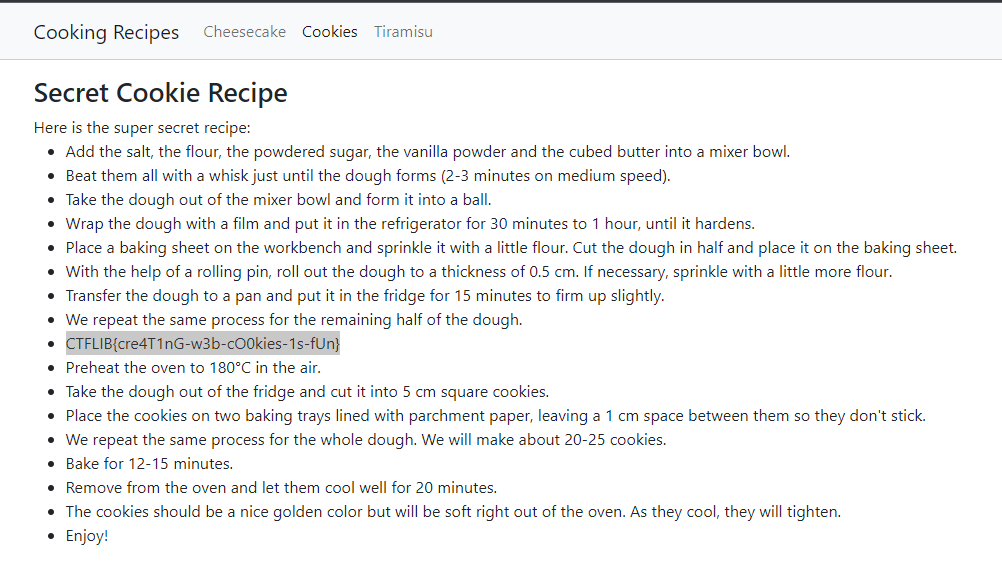 Cooking Recipes Cheesecake Cookies Tiramisu
Secret Cookie Recipe
Here is the super secret recipe:
• Add the salt, the flour, the powdered sugar, the vanilla powder and the cubed butter into a mixer bowl.
• Beat them all with a whisk just until the dough forms (2-3 minutes on medium speed).
• Take the dough out of the mixer bowl and form it into a ball.
• Wrap the dough with a film and put it in the refrigerator for 30 minutes to 1 hour, until it hardens.
• Place a baking sheet on the workbench and sprinkle it with a little flour. Cut the dough in half and place it on the baking sheet.
• With the help of a rolling pin, roll out the dough to a thickness of 0.5 cm. If necessary, sprinkle with a little more flour.
• Transfer the dough to a pan and put it in the fridge for 15 minutes to firm up slightly.
• We repeat the same process for the remaining half of the dough.
• CTFLIB{cre4T1nG-w3b-cO0kies-1s-fUn}
• Preheat the oven to 180°C in the air.
• Take the dough out of the fridge and cut it into 5 cm square cookies.
• Place the cookies on two baking trays lined with parchment paper, leaving a 1 cm space between them so they don't stick.
• We repeat the same process for the whole dough. We will make about 20-25 cookies.
• Bake for 12-15 minutes.
• Remove from the oven and let them cool well for 20 minutes.
• The cookies should be a nice golden color but will be soft right out of the oven. As they cool, they will tighten.
• Enjoy!